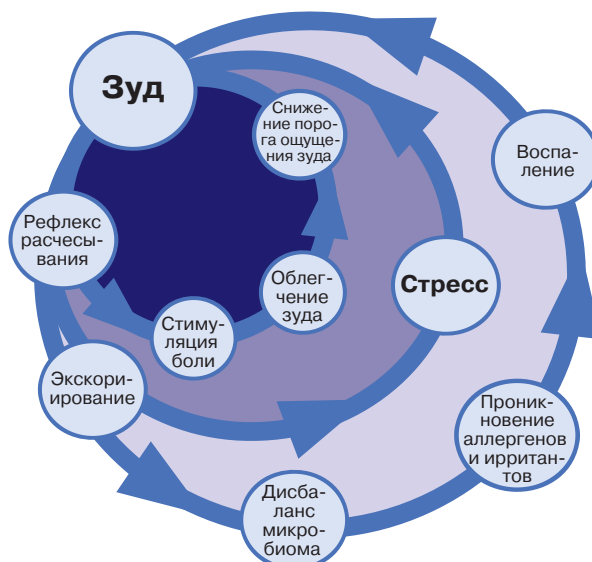 Зуд
Сниже-
ние поро-
га ощуще-
ния зуда
Воспа-
ление
Рефлекс
расчесы-
вания
Облег-
чение
зуда
Стресс
Стиму-
ляция
боли
Экскори-
ирование
Проник-
новение
аллергенов
и ирритан-
тов
Дисба-
ланс
микро-
биома